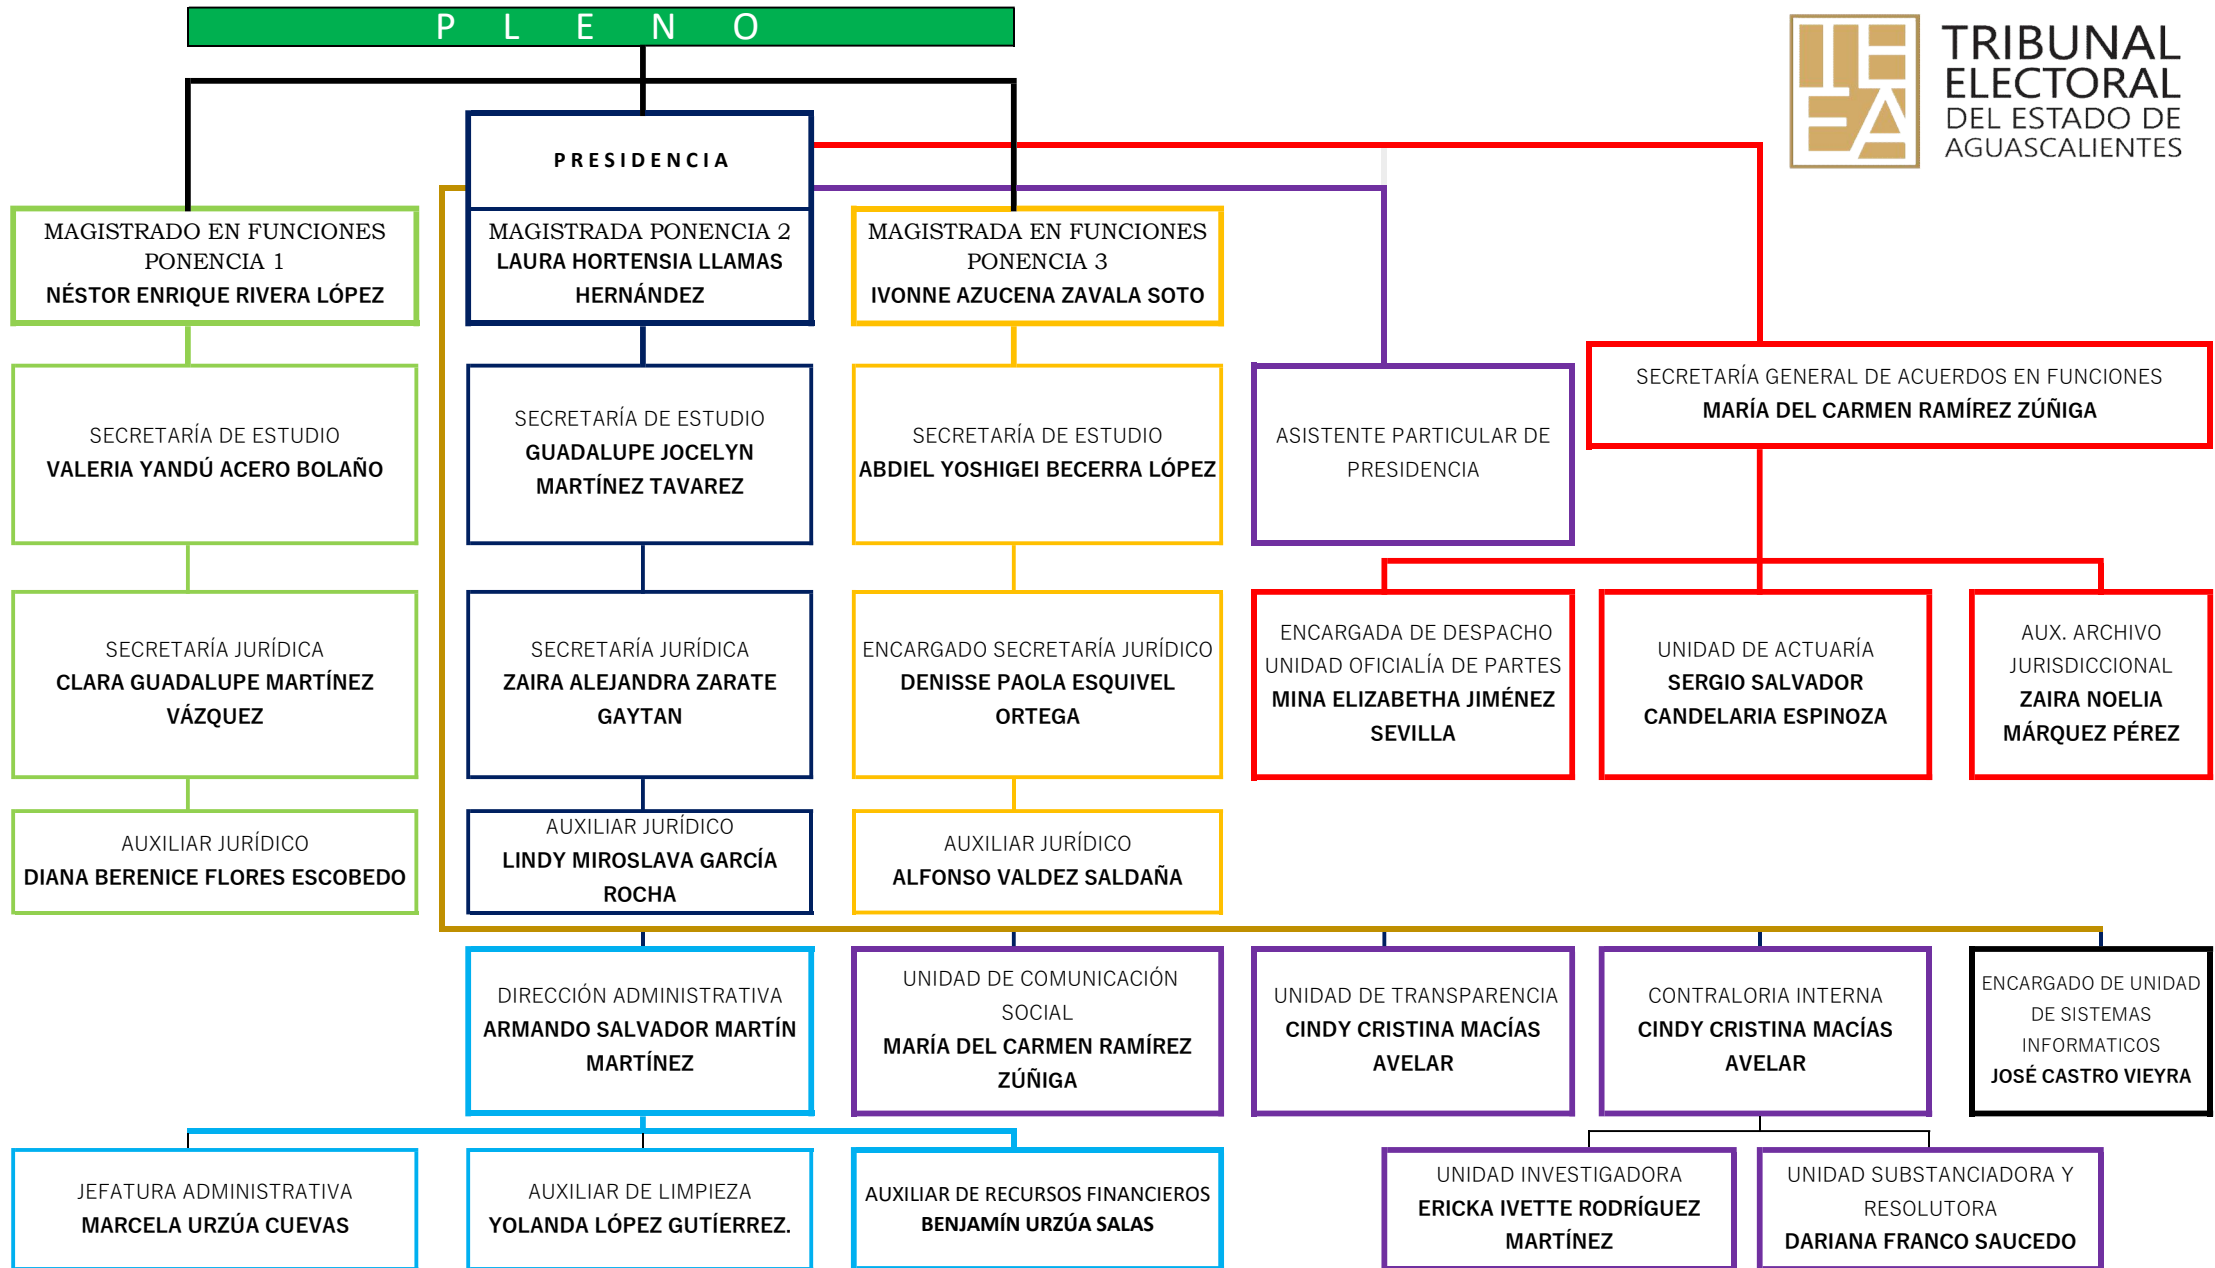 P L E N O
TRIBUNAL
ELECTORAL
DEL ESTADO DE
AGUASCALIENTES
PRESIDENCIA
MAGISTRADO EN FUNCIONES
PONENCIA 1
NÉSTOR ENRIQUE RIVERA LÓPEZ
MAGISTRADA PONENCIA 2
LAURA HORTENSIA LLAMAS
HERNÁNDEZ
MAGISTRADA EN FUNCIONES
PONENCIA 3
IVONNE AZUCENA ZAVALA SOTO
SECRETARÍA GENERAL DE ACUERDOS EN FUNCIONES
MARÍA DEL CARMEN RAMÍREZ ZÚÑIGA
SECRETARÍA DE ESTUDIO
VALERIA YANDÚ ACERO BOLAÑO
SECRETARÍA DE ESTUDIO
GUADALUPE JOCELYN
MARTÍNEZ TAVAREZ
SECRETARÍA DE ESTUDIO
ABDIEL YOSHIGEI BECERRA LÓPEZ
ASISTENTE PARTICULAR DE
PRESIDENCIA
SECRETARÍA JURÍDICA
CLARA GUADALUPE MARTÍNEZ
VÁZQUEZ
SECRETARÍA JURÍDICA
ZAIRA ALEJANDRA ZARATE
GAYTAN
ENCARGADO SECRETARÍA JURÍDICO
DENISSE PAOLA ESQUIVEL
ORTEGA
ENCARGADA DE DESPACHO
UNIDAD OFICIALÍA DE PARTES
MINA ELIZABETHA JIMÉNEZ
SEVILLA
UNIDAD DE ACTUARÍA
SERGIO SALVADOR
CANDELARIA ESPINOZA
AUX. ARCHIVO
JURISDICCIONAL
ZAIRA NOELIA
MÁRQUEZ PÉREZ
AUXILIAR JURÍDICO
DIANA BERENICE FLORES ESCOBEDO
AUXILIAR JURÍDICO
LINDY MIROSLAVA GARCÍA
ROCHA
AUXILIAR JURÍDICO
ALFONSO VALDEZ SALDAÑA
DIRECCIÓN ADMINISTRATIVA
ARMANDO SALVADOR MARTÍN
MARTÍNEZ
UNIDAD DE COMUNICACIÓN
SOCIAL
MARÍA DEL CARMEN RAMÍREZ
ZÚÑIGA
UNIDAD DE TRANSPARENCIA
CINDY CRISTINA MACÍAS
AVELAR
CONTRALORIA INTERNA
CINDY CRISTINA MACÍAS
AVELAR
ENCARGADO DE UNIDAD
DE SISTEMAS
INFORMATICOS
JOSÉ CASTRO VIEYRA
JEFATURA ADMINISTRATIVA
MARCELA URZÚA CUEVAS
AUXILIAR DE LIMPIEZA
YOLANDA LÓPEZ GUTÍERREZ.
AUXILIAR DE RECURSOS FINANCIEROS
BENJAMÍN URZÚA SALAS
UNIDAD INVESTIGADORA
ERICKA IVETTE RODRÍGUEZ
MARTÍNEZ
UNIDAD SUBSTANCIADORA Y
RESOLUTORA
DARIANA FRANCO SAUCEDO